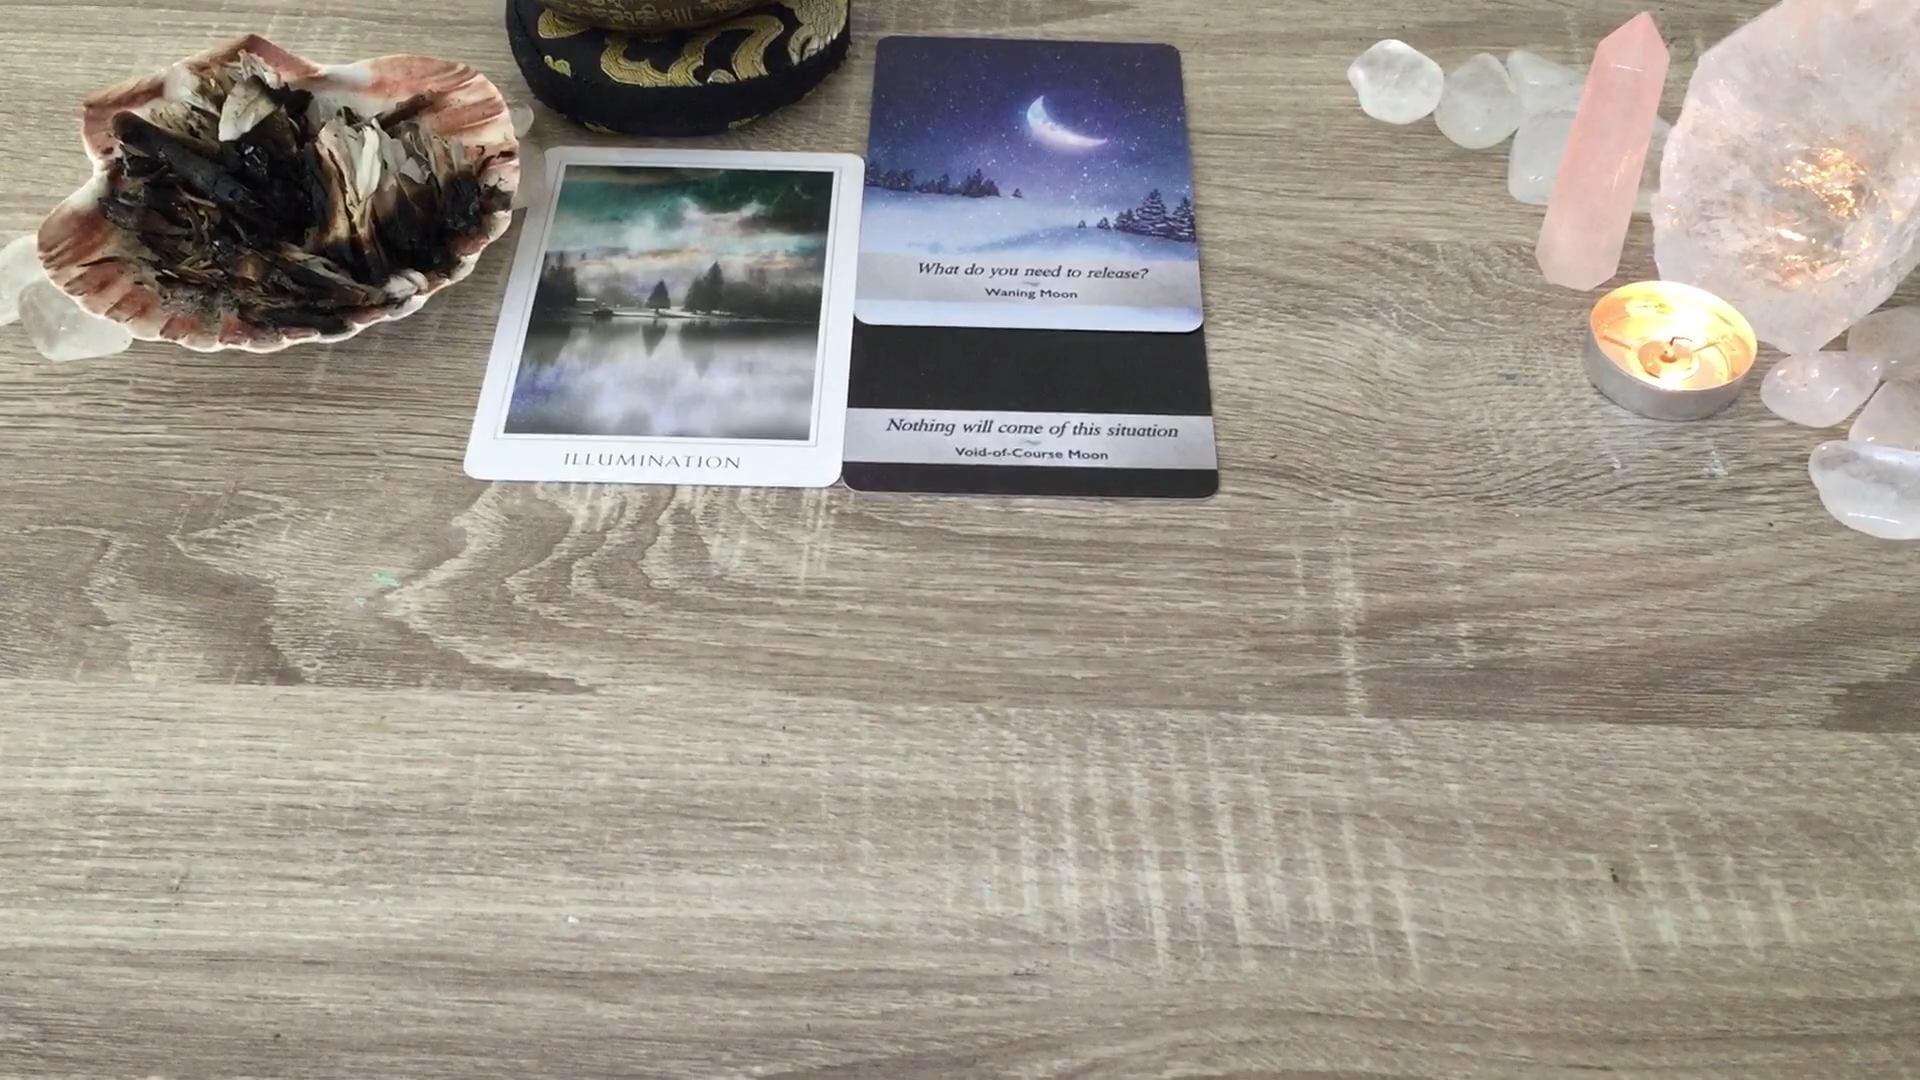 What do you need to release?
Waning Moon
Nothing will come of this situation
Void-of-Course Moon
ILLUMINATION